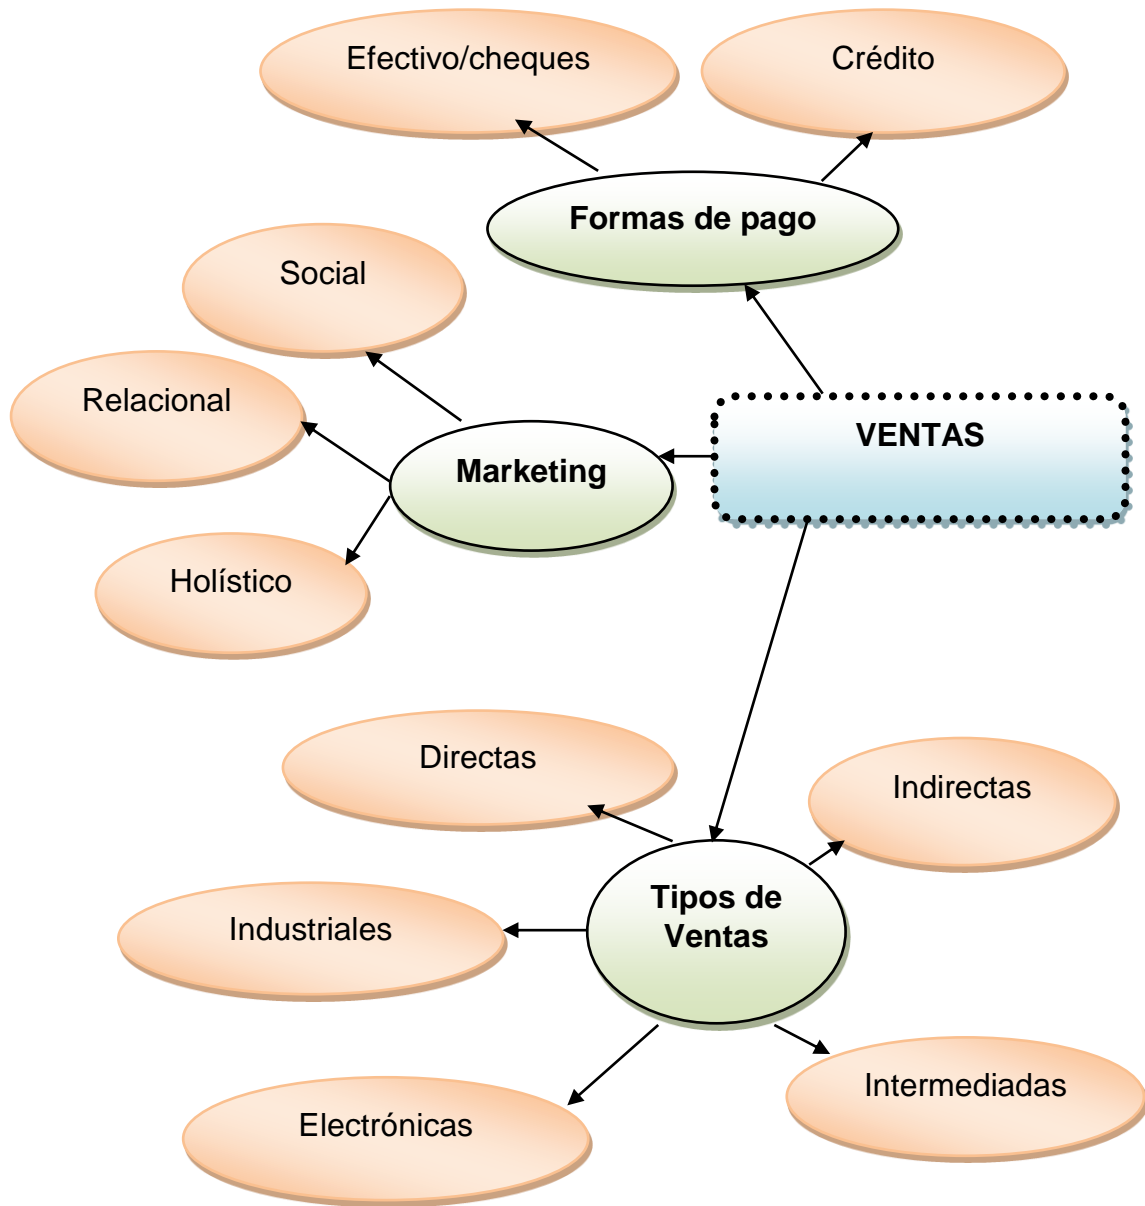 Efectivo/cheques
Crédito
Formas de pago
Social
Relacional
VENTAS
Marketing
Holístico
Directas
Indirectas
Tipos de
Ventas
Industriales
Intermediadas
Electrónicas